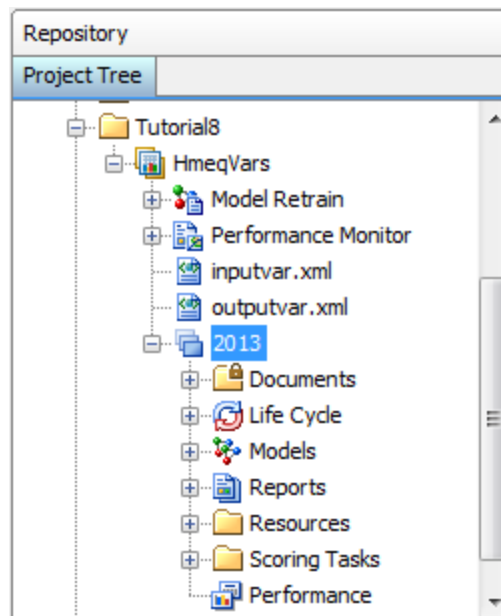 Repository
Project Tree
Tutorial8
HmeqVars
Model Retrain
Performance Monitor
inputvar.xml
outputvar.xml
2013
Documents
Life Cycle
Models
Reports
Resources
Scoring Tasks
Performance